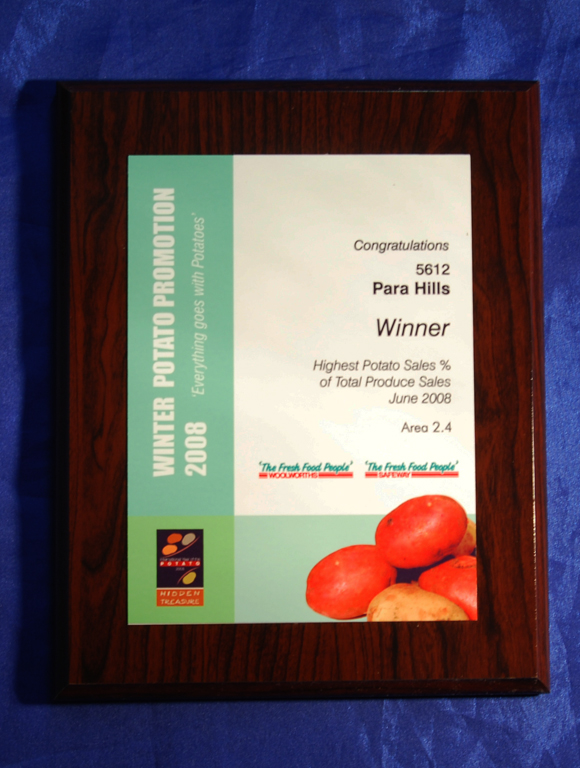 WINTER POTATO PROMOTION
2008 'Everything goes with Potatoes'
Congratulations
5612
Para Hills
Winner
Highest Potato Sales %
of Total Produce Sales
June 2008
Area 2.4
'The Fresh Food People'
WOOLWORTHS
'The Fresh Food People'
SAFEWAY
POTATO
HIDDEN
TREASURE